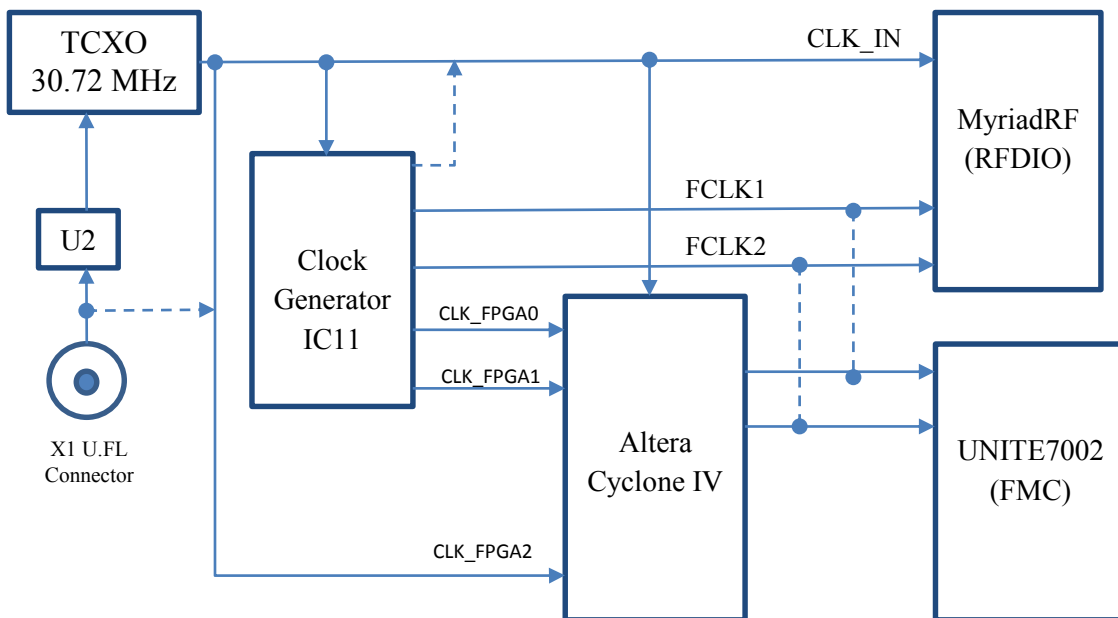 TCXO
30.72 MHz
CLK_IN
MyriadRF
(RFDIO)
U2
FCLK1
FCLK2
Clock
Generator
IC11
CLK_FPGA0
CLK_FPGA1
X1 U.FL
Connector
Altera
Cyclone IV
UNITE7002
(FMC)
CLK_FPGA2